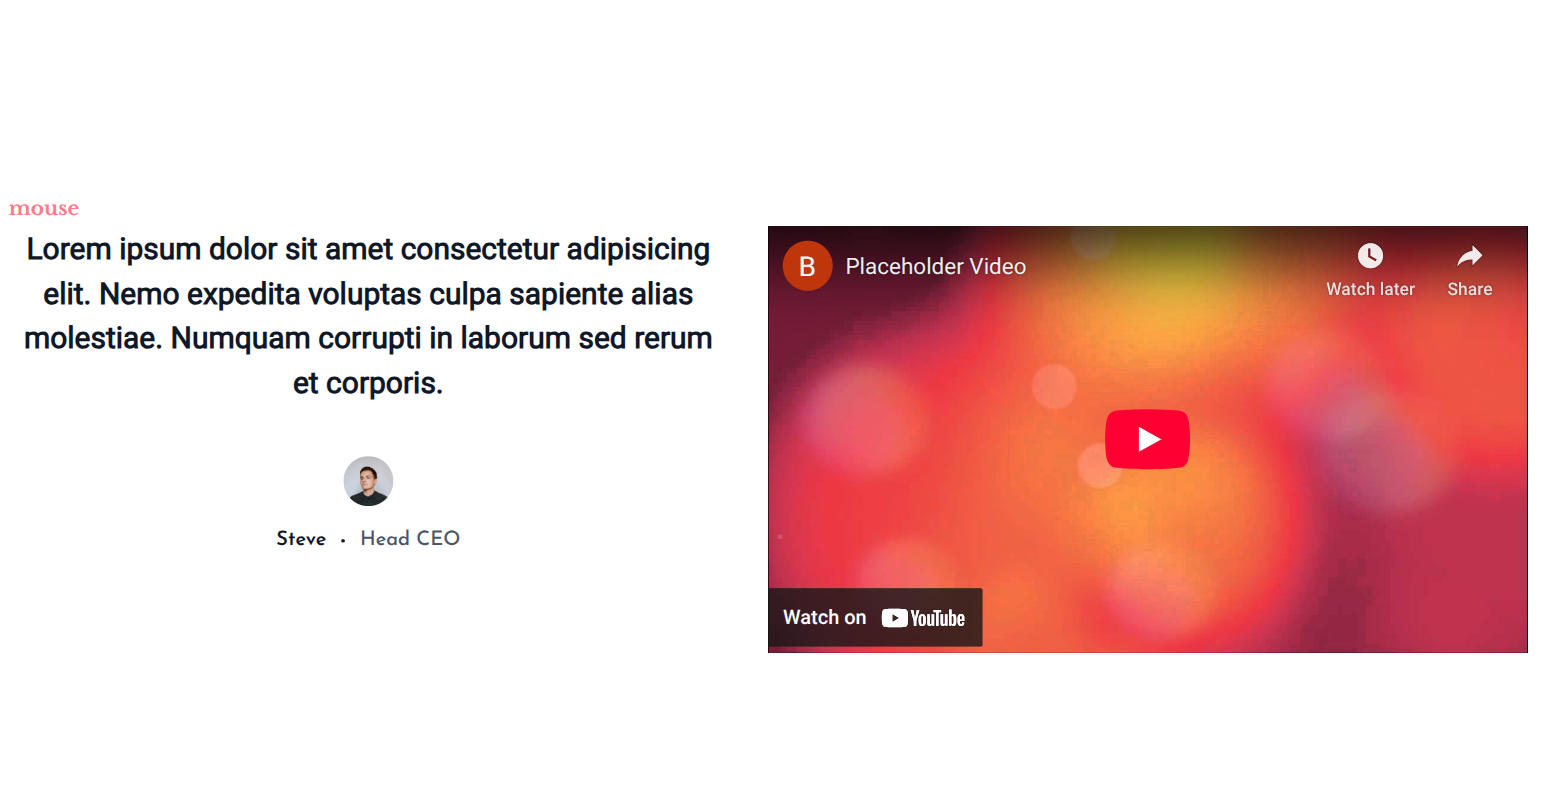 mouse
Lorem ipsum dolor sit amet consectetur adipisicing
elit. Nemo expedita voluptas culpa sapiente alias
molestiae. Numquam corrupti in laborum sed rerum
et corporis.
Steve • Head CEO
B Placeholder Video
Watch later Share
Watch on YouTube